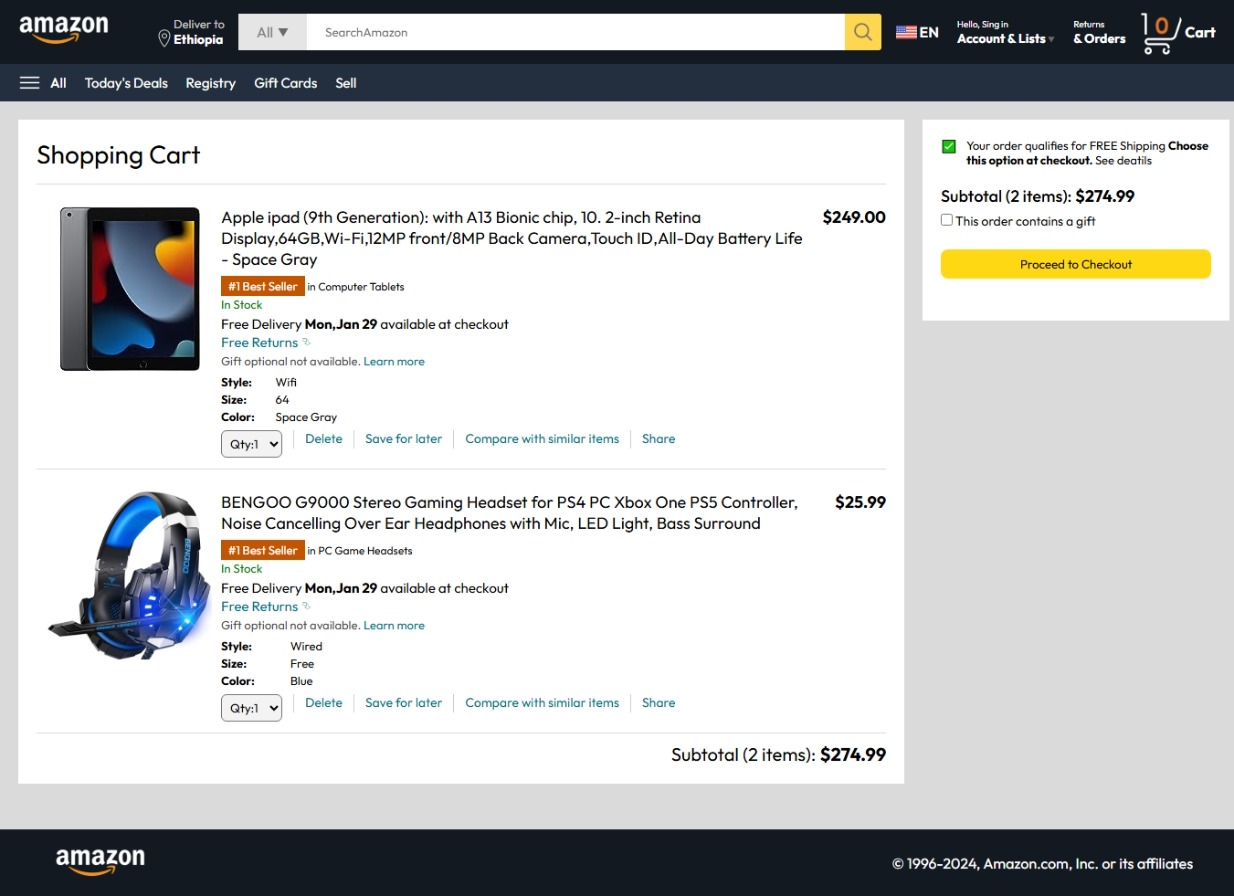 amazon
Deliver to
Ethiopia
All ▼
SearchAmazon
EN
Hello, Sing in
Account & Lists ▾
Returns
& Orders
0
Cart
All
Today's Deals
Registry
Gift Cards
Sell
Shopping Cart
Apple ipad (9th Generation): with A13 Bionic chip, 10. 2-inch Retina
Display,64GB,Wi-Fi,12MP front/8MP Back Camera,Touch ID,All-Day Battery Life
- Space Gray
$249.00
#1 Best Seller in Computer Tablets
In Stock
Free Delivery Mon,Jan 29 available at checkout
Free Returns
Gift optional not available. Learn more
Style: Wifi
Size: 64
Color: Space Gray
Qty:1
Delete
Save for later
Compare with similar items
Share
BENGOO
BENGOO G9000 Stereo Gaming Headset for PS4 PC Xbox One PS5 Controller,
Noise Cancelling Over Ear Headphones with Mic, LED Light, Bass Surround
$25.99
#1 Best Seller in PC Game Headsets
In Stock
Free Delivery Mon,Jan 29 available at checkout
Free Returns
Gift optional not available. Learn more
Style: Wired
Size: Free
Color: Blue
Qty:1
Delete
Save for later
Compare with similar items
Share
Subtotal (2 items): $274.99
Your order qualifies for FREE Shipping Choose
this option at checkout. See deatils
Subtotal (2 items): $274.99
This order contains a gift
Proceed to Checkout
amazon
© 1996-2024, Amazon.com, Inc. or its affiliates